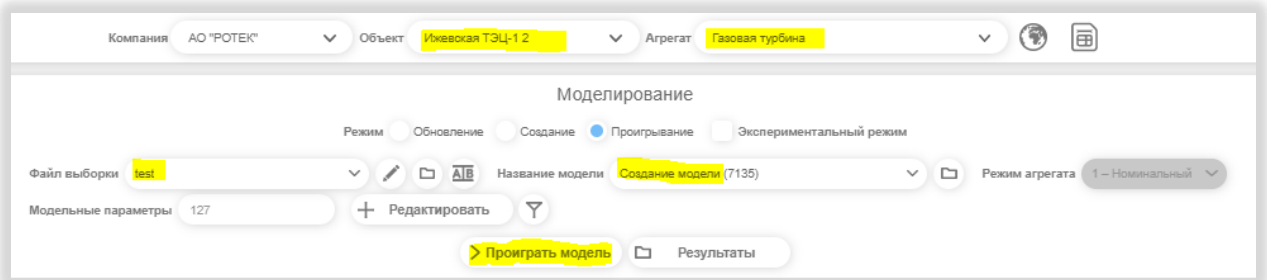 Компания АО "РОТЕК" Объект Ижевская ТЭЦ-1 2 Агрегат Газовая турбина
Моделирование
Режим Обновление Создание Проигрывание Экспериментальный режим
Файл выборки test A|B Название модели Создание модели (7135) Режим агрегата 1 – Номинальный
Модельные параметры 127 Редактировать
Проиграть модель Результаты